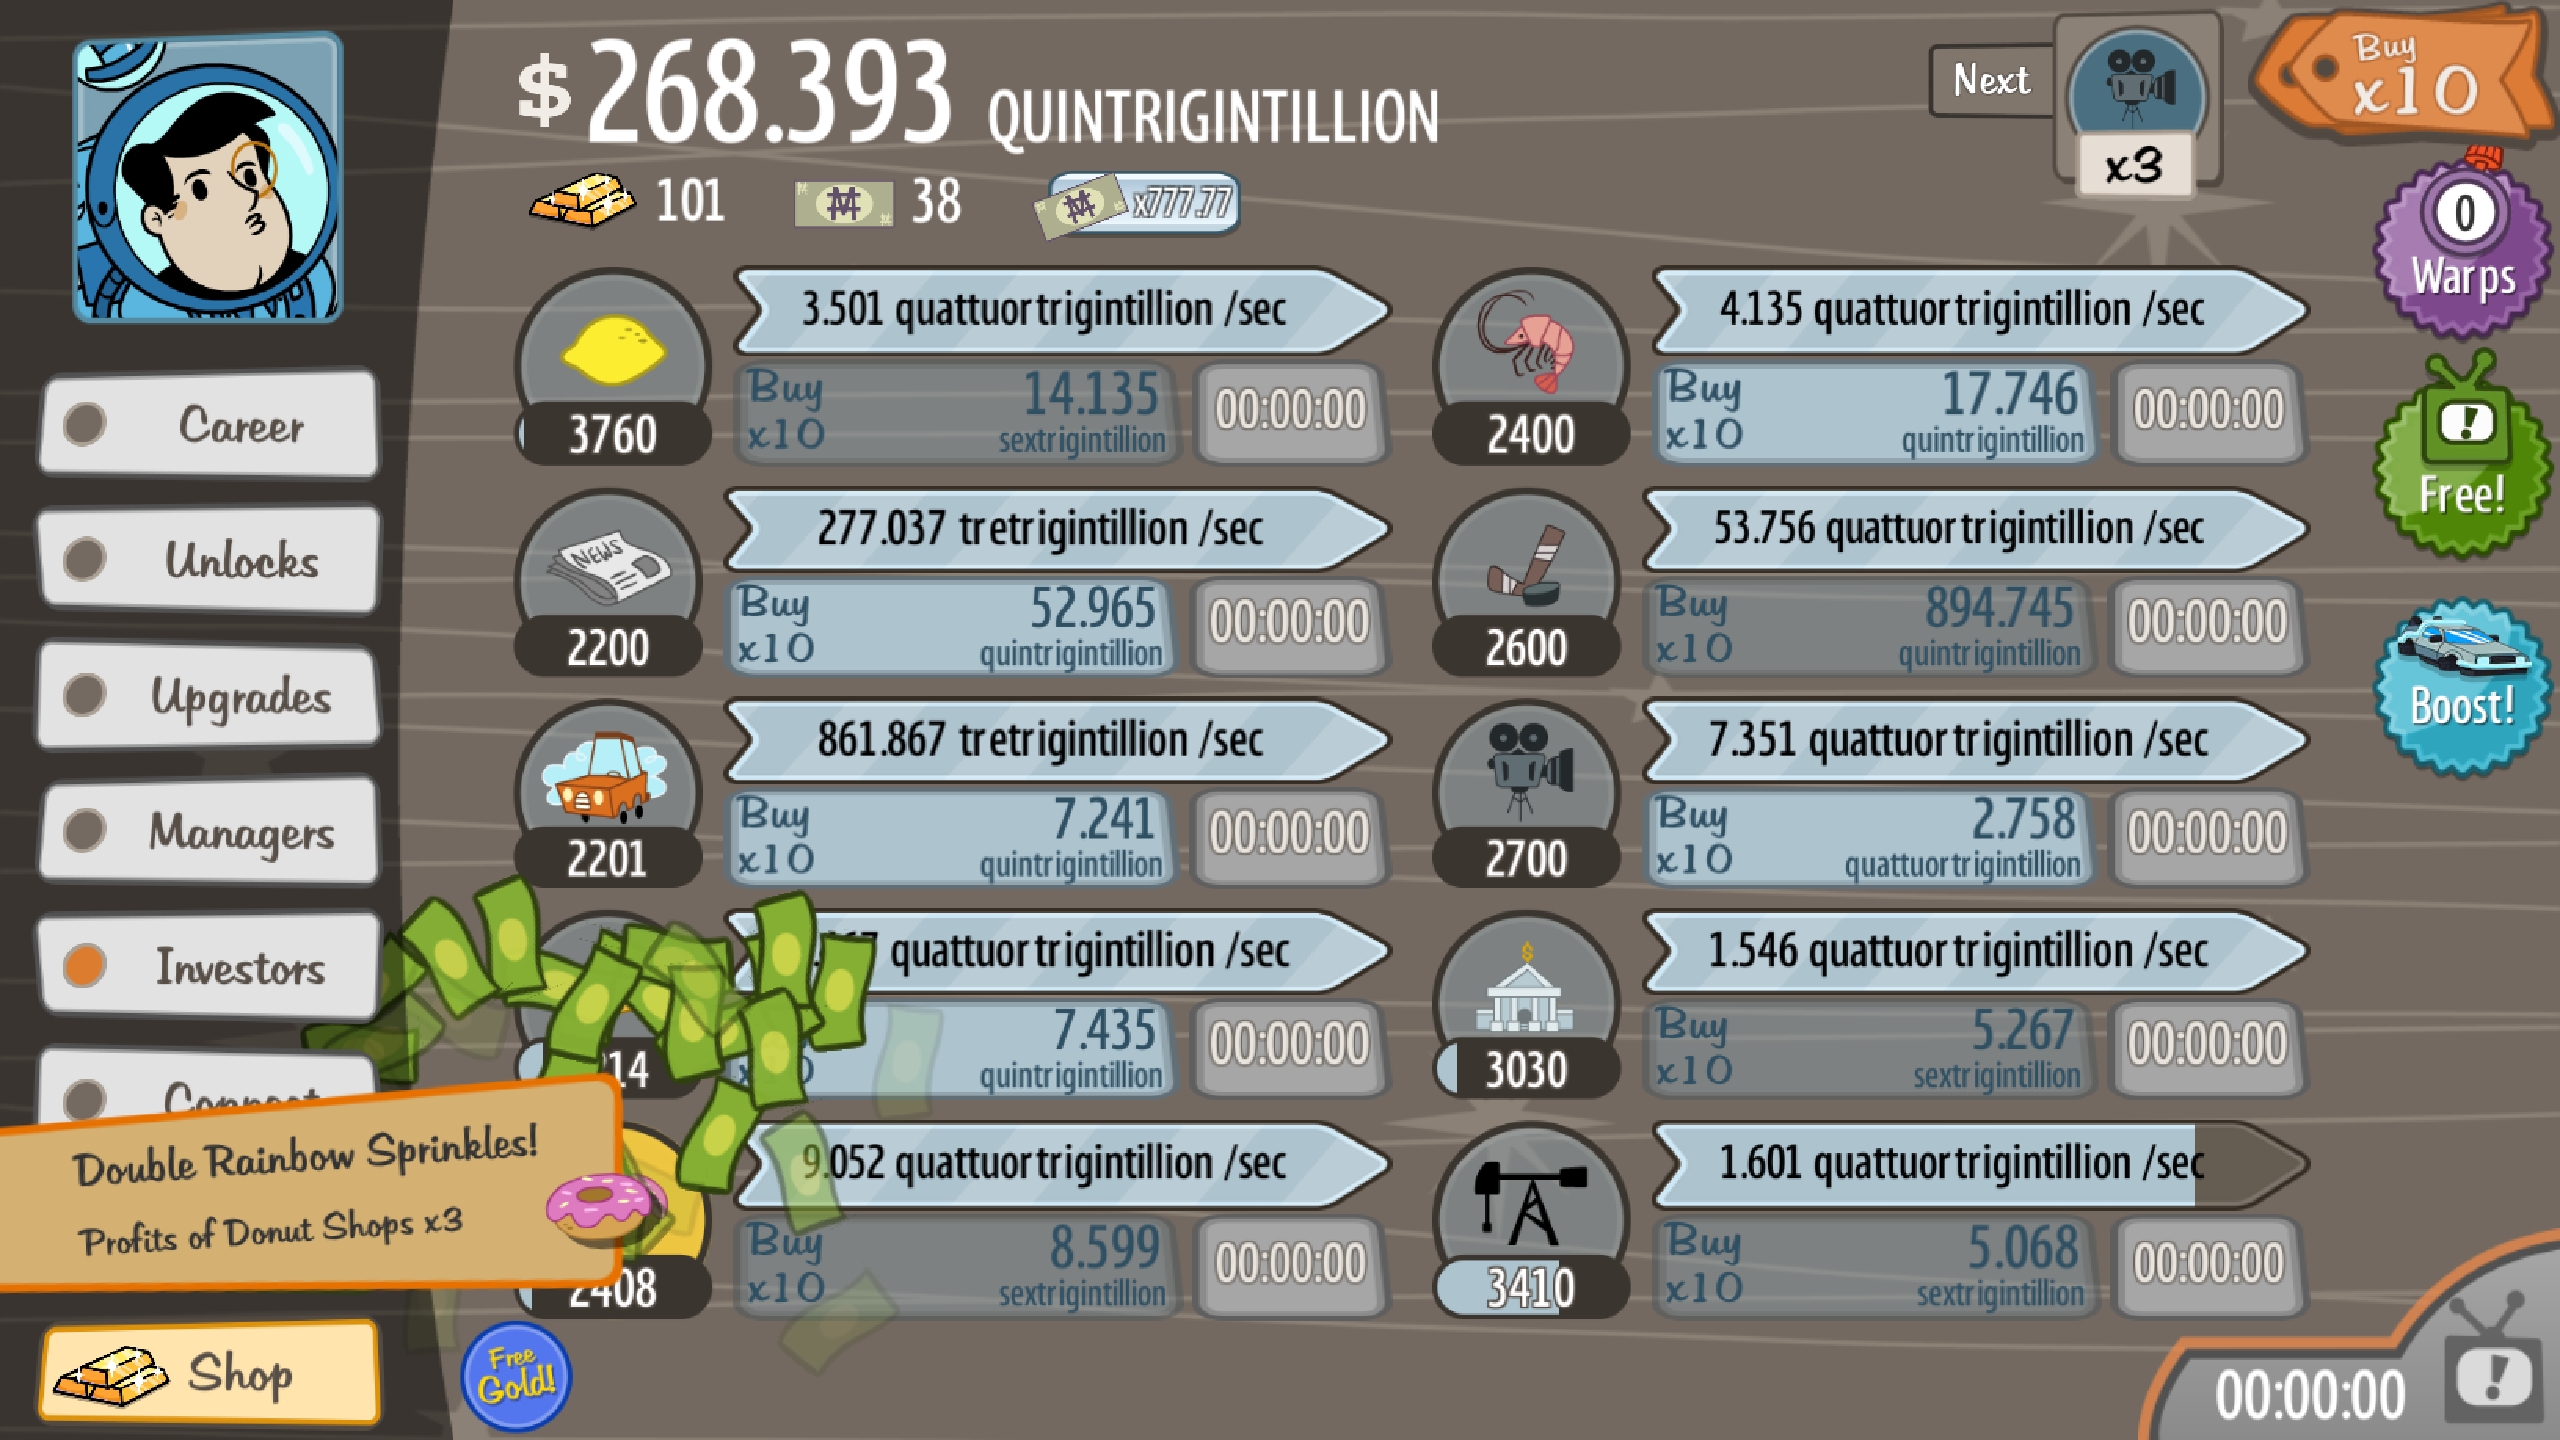 $268.393 QUINTRIGINTILLION
Next
x3
Buy
x10
101
38
x777.77
0
Warps
3.501 quattuortrigintillion /sec
Buy
x10
14.135
sextrigintillion
00:00:00
3760
4.135 quattuortrigintillion /sec
Buy
x10
17.746
quintrigintillion
00:00:00
2400
Free!
Career
Unlocks
Upgrades
Managers
Investors
NEWS
277.037 tretrigintillion /sec
Buy
x10
52.965
quintrigintillion
00:00:00
2200
53.756 quattuortrigintillion /sec
Buy
x10
894.745
quintrigintillion
00:00:00
2600
Boost!
861.867 tretrigintillion /sec
Buy
x10
7.241
quintrigintillion
00:00:00
2201
7.351 quattuortrigintillion /sec
Buy
x10
2.758
quattuortrigintillion
00:00:00
2700
quattuortrigintillion /sec
7.435
quintrigintillion
00:00:00
1.546 quattuortrigintillion /sec
Buy
x10
5.267
sextrigintillion
00:00:00
3030
Double Rainbow Sprinkles!
Profits of Donut Shops x3
9.052 quattuortrigintillion /sec
Buy
x10
8.599
sextrigintillion
00:00:00
2408
1.601 quattuortrigintillion /sec
Buy
x10
5.068
sextrigintillion
00:00:00
3410
Shop
Free
Gold!
00:00:00